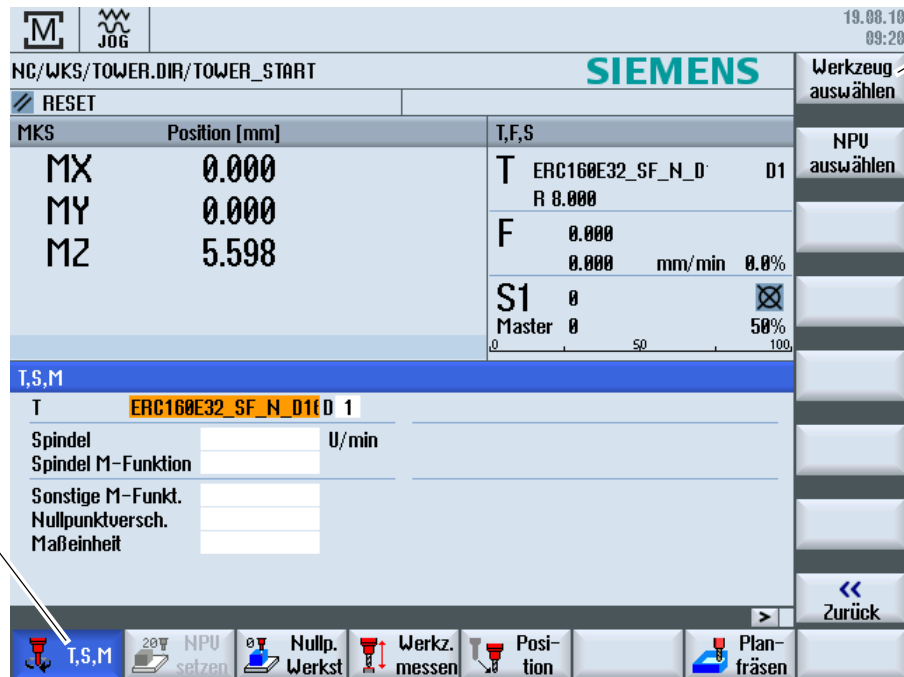 M JOG
19.08.10
09:20
NC/WKS/TOWER.DIR/TOWER_START
SIEMENS
Werkzeug
auswählen
RESET
MKS Position [mm]
T,F,S
NPV
auswählen
MX 0.000
MY 0.000
MZ 5.598
T ERC160E32_SF_N_D D1
R 8.000
F 0.000
0.000 mm/min 0.0%
S1 0
Master 0 50%
0 50 100
T,S,M
T ERC160E32_SF_N_D16 D 1
Spindel U/min
Spindel M-Funktion
Sonstige M-Funkt.
Nullpunktversch.
Maßeinheit
<<
Zurück
>
T,S,M
NPV
setzen
Nullp.
Werkst
Werkz.
messen
Posi-
tion
Plan-
fräsen